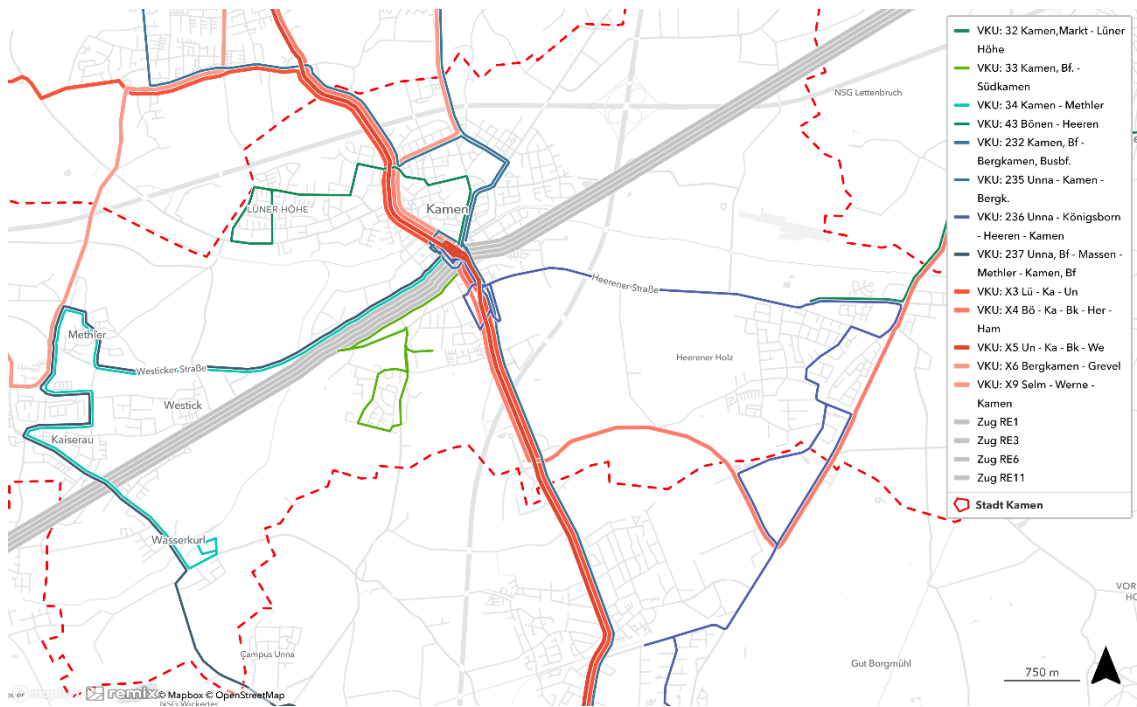 VKU: 32 Kamen,Markt - Lüner
Höhe
VKU: 33 Kamen, Bf. -
Südkamen
VKU: 34 Kamen - Methler
VKU: 43 Bönen - Heeren
VKU: 232 Kamen, Bf -
Bergkamen, Busbf.
VKU: 235 Unna - Kamen -
Bergk.
VKU: 236 Unna - Königsborn
- Heeren - Kamen
VKU: 237 Unna, Bf - Massen -
Methler - Kamen, Bf
VKU: X3 Lü - Ka - Un
VKU: X4 Bö - Ka - Bk - Her -
Ham
VKU: X5 Un - Ka - Bk - We
VKU: X6 Bergkamen - Grevel
VKU: X9 Selm - Werne -
Kamen
Zug RE1
Zug RE3
Zug RE6
Zug RE11
Stadt Kamen
NSG Lettenbruch
LÜNER HÖHE
Kamen
Heerener Straße
Methler
Heerener Holz
Westicker Straße
Westick
Kaiserau
Wasserkurl
Campus Unna
Gut Borgmühl
750 m
mapbox
remix
© Mapbox © OpenStreetMap
NSG Wickeder